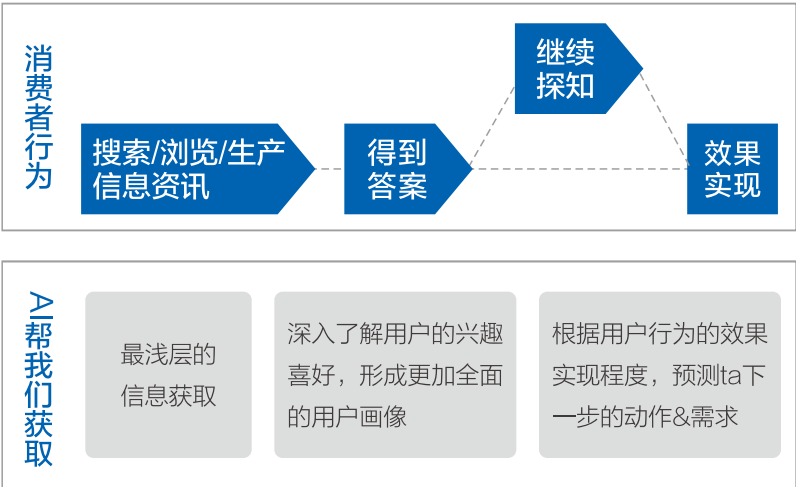 消费者行为
继续
探知
搜索/浏览/生产
信息资讯
得到
答案
效果
实现
AI帮我们获取
最浅层的
信息获取
深入了解用户的兴趣
喜好，形成更加全面
的用户画像
根据用户行为的效果
实现程度，预测ta下
一步的动作&需求